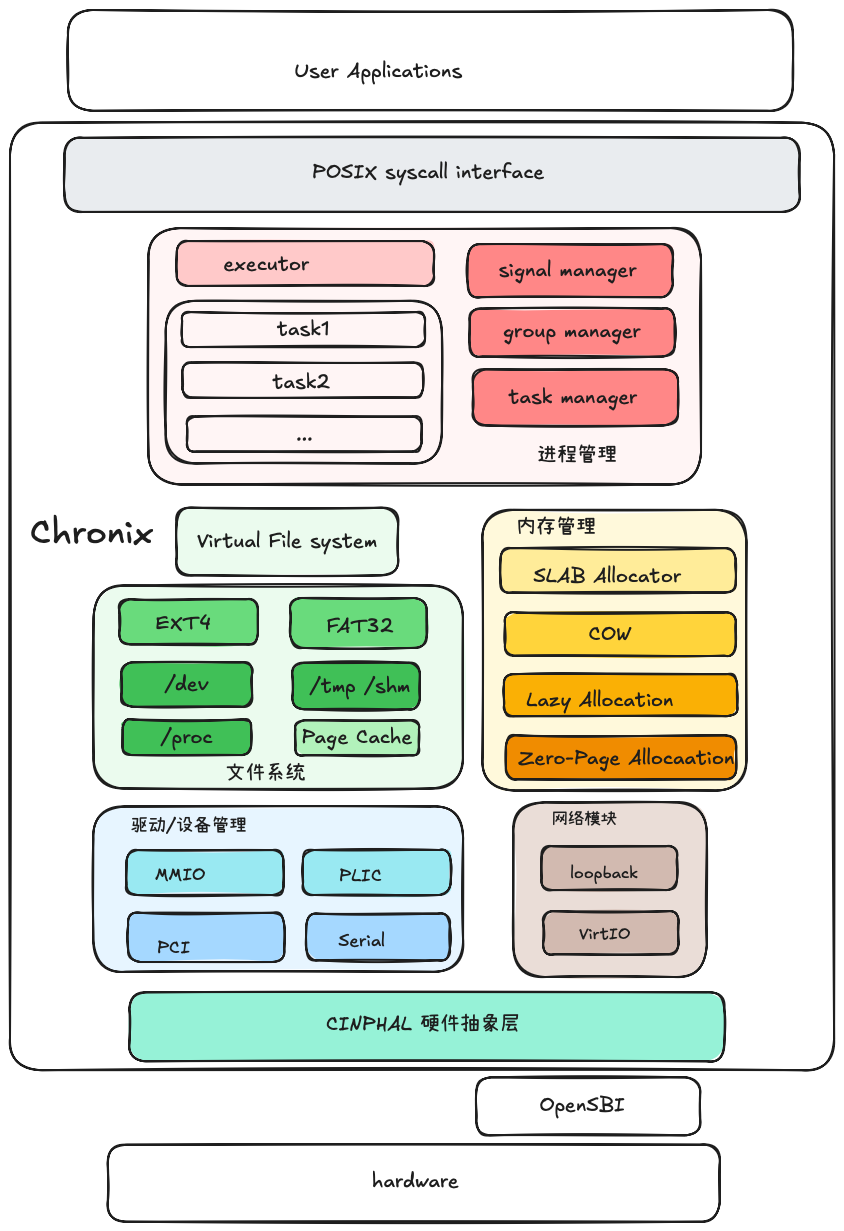 User Applications
POSIX syscall interface
executor
task1
task2
...
signal manager
group manager
task manager
进程管理
Chronix
Virtual File system
EXT4
FAT32
/dev
/tmp /shm
/proc
Page Cache
文件系统
内存管理
SLAB Allocator
COW
Lazy Allocation
Zero-Page Allocaation
驱动/设备管理
MMIO
PLIC
PCI
Serial
网络模块
loopback
VirtIO
CINPHAL 硬件抽象层
OpenSBI
hardware